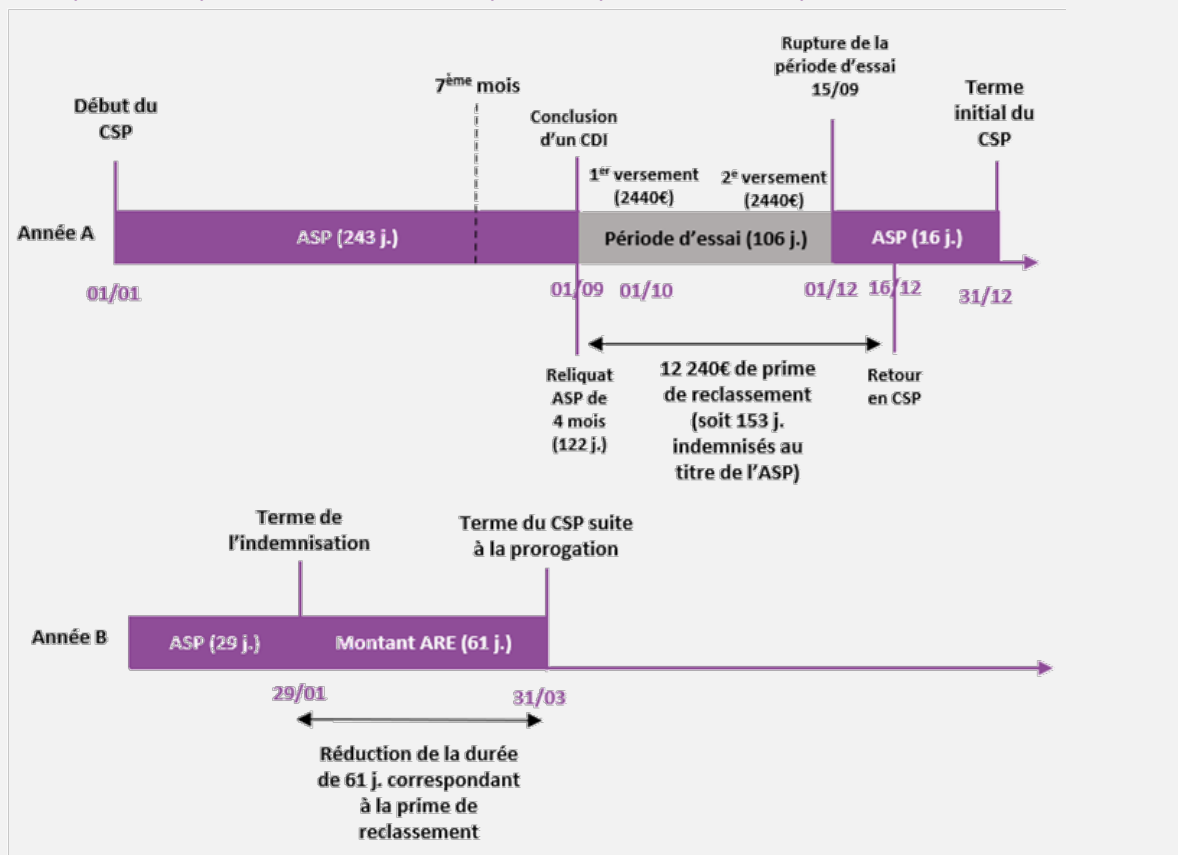 Rupture de la
période d'essai
15/09
7ème mois
Terme
initial du
CSP
Début du
CSP
Conclusion
d'un CDI
1er versement
(2440€)
2e versement
(2440€)
Année A
ASP (243 j.)
Période d'essai (106 j.)
ASP (16 j.)
01/01
01/09
01/10
01/12
16/12
31/12
Reliquat
ASP de
4 mois
(122 j.)
12 240€ de prime
de reclassement
(soit 153 j.
indemnisés au
titre de l'ASP)
Retour
en CSP
Terme de
l'indemnisation
Terme du CSP suite
à la prorogation
Année B
ASP (29 j.)
Montant ARE (61 j.)
29/01
31/03
Réduction de la durée
de 61 j. correspondant
à la prime de
reclassement